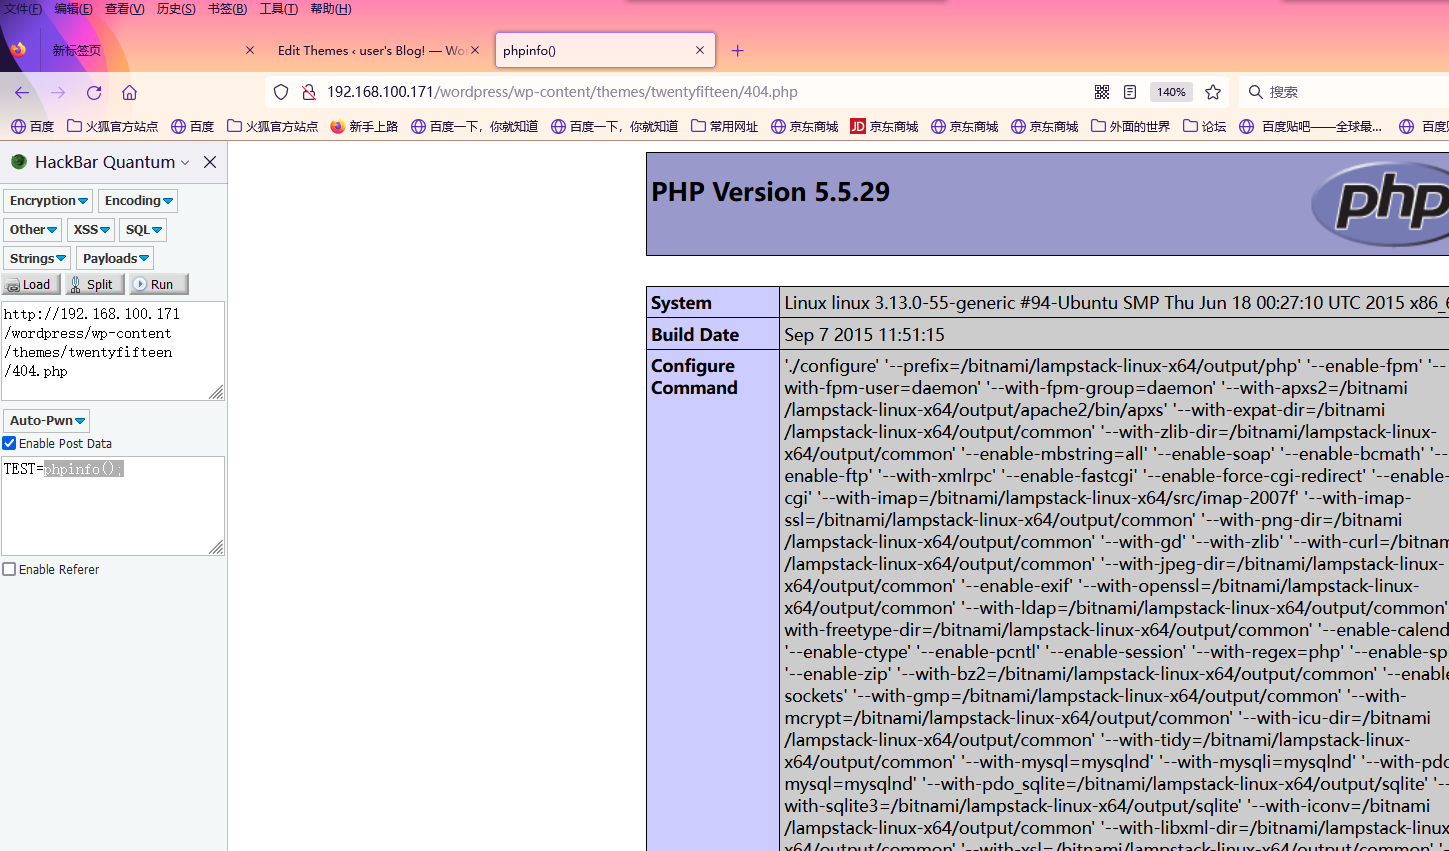 文件(F) 编辑(E) 查看(V) 历史(S) 书签(B) 工具(T) 帮助(H)
新标签页 Edit Themes ‹ user's Blog! — Wo phpinfo()
192.168.100.171/wordpress/wp-content/themes/twentyfifteen/404.php 140% 搜索
百度 火狐官方站点 百度 火狐官方站点 新手上路 百度一下，你就知道 百度一下，你就知道 常用网址 京东商城 JD 京东商城 京东商城 京东商城 外面的世界 论坛 百度贴吧——全球最... 百度
HackBar Quantum
Encryption Encoding
Other XSS SQL
Strings Payloads
Load Split Run
http://192.168.100.171
/wordpress/wp-content
/themes/twentyfifteen
/404.php
Auto-Pwn
Enable Post Data
TEST=phpinfo();
Enable Referer
PHP Version 5.5.29
php
System Linux linux 3.13.0-55-generic #94-Ubuntu SMP Thu Jun 18 00:27:10 UTC 2015 x86_6
Build Date Sep 7 2015 11:51:15
Configure Command './configure' '--prefix=/bitnami/lampstack-linux-x64/output/php' '--enable-fpm' '--
with-fpm-user=daemon' '--with-fpm-group=daemon' '--with-apxs2=/bitnami
/lampstack-linux-x64/output/apache2/bin/apxs' '--with-expat-dir=/bitnami
/lampstack-linux-x64/output/common' '--with-zlib-dir=/bitnami/lampstack-linux-
x64/output/common' '--enable-mbstring=all' '--enable-soap' '--enable-bcmath' '--
enable-ftp' '--with-xmlrpc' '--enable-fastcgi' '--enable-force-cgi-redirect' '--enable-
cgi' '--with-imap=/bitnami/lampstack-linux-x64/src/imap-2007f' '--with-imap-
ssl=/bitnami/lampstack-linux-x64/output/common' '--with-png-dir=/bitnami
/lampstack-linux-x64/output/common' '--with-gd' '--with-zlib' '--with-curl=/bitnam
/lampstack-linux-x64/output/common' '--with-jpeg-dir=/bitnami/lampstack-linux-
x64/output/common' '--enable-exif' '--with-openssl=/bitnami/lampstack-linux-
x64/output/common' '--with-ldap=/bitnami/lampstack-linux-x64/output/common'
with-freetype-dir=/bitnami/lampstack-linux-x64/output/common' '--enable-calend
'--enable-ctype' '--enable-pcntl' '--enable-session' '--with-regex=php' '--enable-sp
'--enable-zip' '--with-bz2=/bitnami/lampstack-linux-x64/output/common' '--enable
sockets' '--with-gmp=/bitnami/lampstack-linux-x64/output/common' '--with-
mcrypt=/bitnami/lampstack-linux-x64/output/common' '--with-icu-dir=/bitnami
/lampstack-linux-x64/output/common' '--with-tidy=/bitnami/lampstack-linux-
x64/output/common' '--with-mysql=mysqlnd' '--with-mysqli=mysqlnd' '--with-pdo
mysql=mysqlnd' '--with-pdo_sqlite=/bitnami/lampstack-linux-x64/output/sqlite' '--
with-sqlite3=/bitnami/lampstack-linux-x64/output/sqlite' '--with-iconv=/bitnami
/lampstack-linux-x64/output/common' '--with-libxml-dir=/bitnami/lampstack-linux
x64/output/common' '--with-xsl=/bitnami/lampstack-linux-x64/output/common' '--